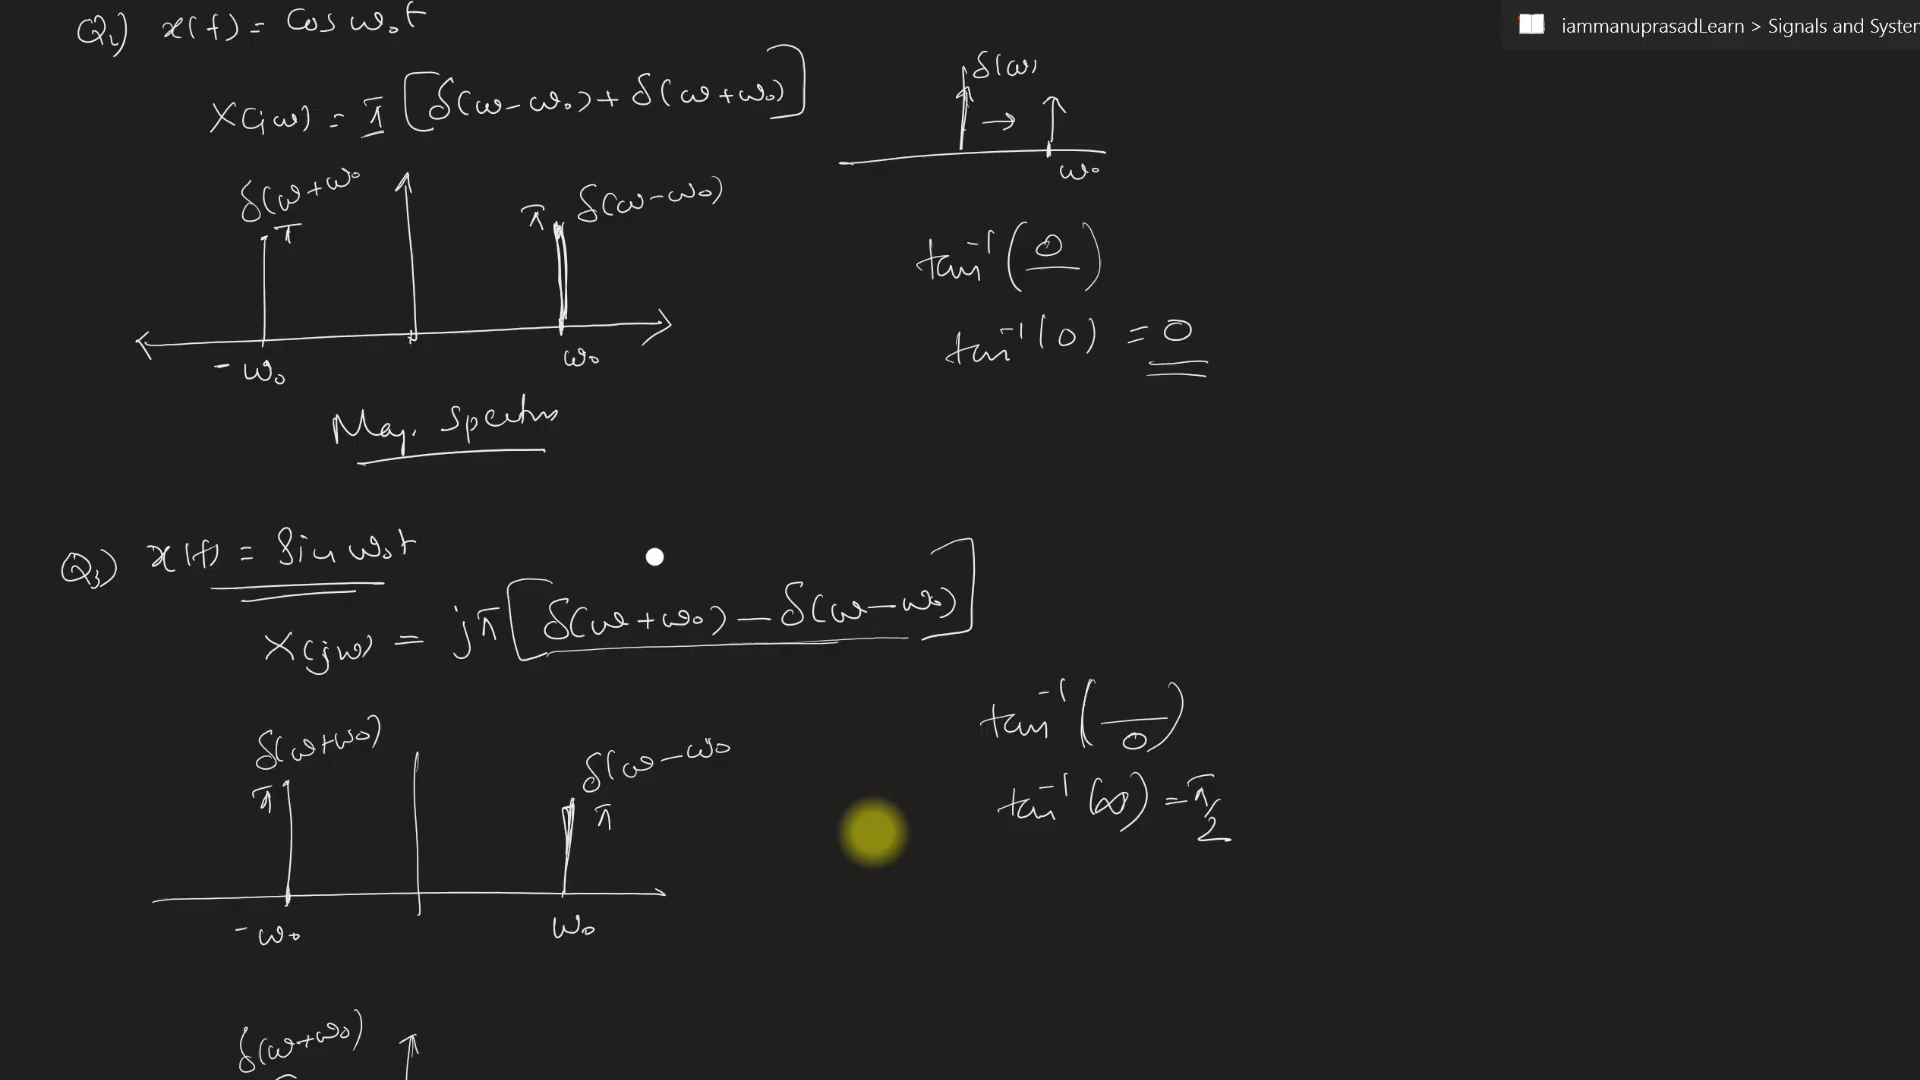 iammanuprasadLearn > Signals and System
Q2) x(t) = Cos ω₀t
X(jω) = π [δ(ω-ω₀) + δ(ω+ω₀)]
δ(ω)
ω₀
δ(ω+ω₀
π
π δ(ω-ω₀)
-ω₀
ω₀
Mag. Spectrum
tan⁻¹(0/ )
tan⁻¹(0) = 0
Q3) x(t) = Sin ω₀t
X(jω) = jπ [δ(ω+ω₀) - δ(ω-ω₀)]
δ(ω+ω₀)
π
δ(ω-ω₀
π
-ω₀
ω₀
tan⁻¹( /0)
tan⁻¹(∞) = π/2
δ(ω+ω₀)